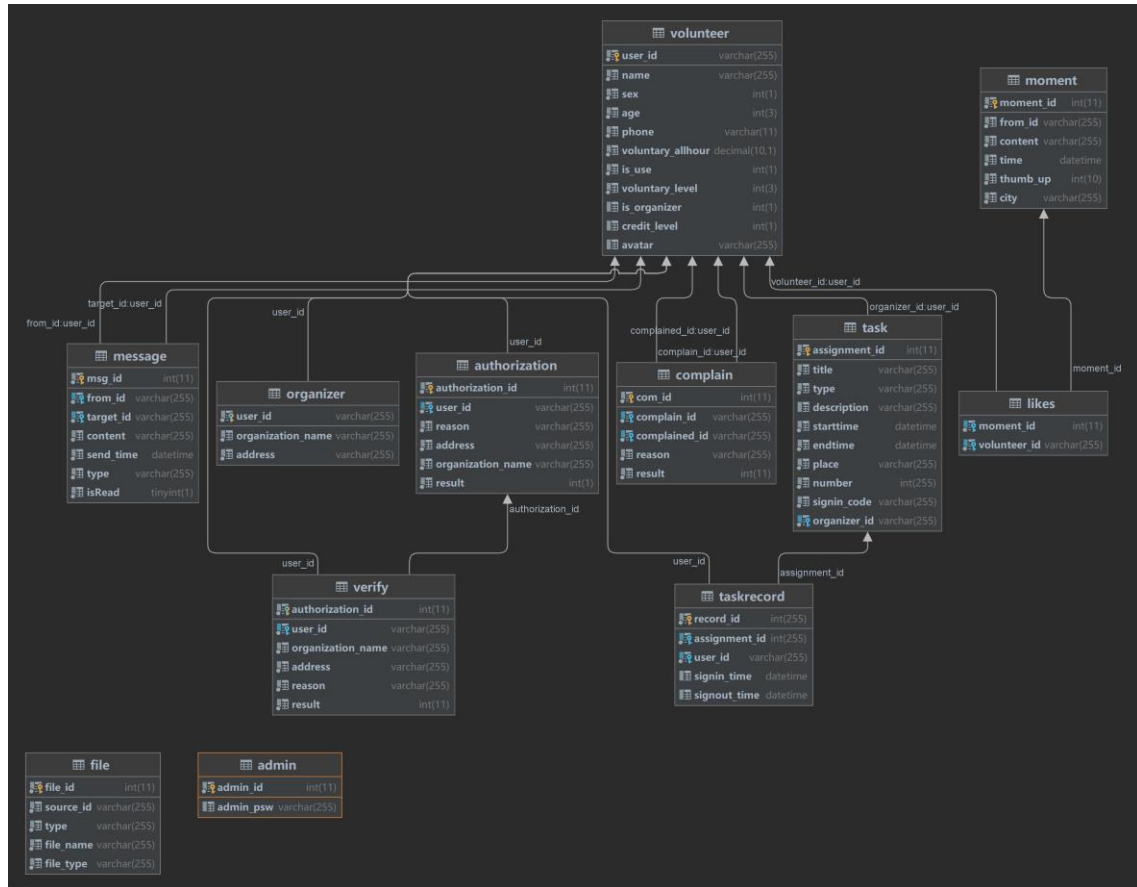 volunteer
user_id varchar(255)
name varchar(255)
sex int(1)
age int(3)
phone varchar(11)
voluntary_allhour decimal(10,1)
is_use int(1)
voluntary_level int(3)
is_organizer int(1)
credit_level int(1)
avatar varchar(255)
moment
moment_id int(11)
from_id varchar(255)
content varchar(255)
time datetime
thumb_up int(10)
city varchar(255)
target_id:user_id
from_id:user_id
user_id
user_id
complained_id:user_id
complain_id:user_id
volunteer_id:user_id
organizer_id:user_id
moment_id
message
msg_id int(11)
from_id varchar(255)
target_id varchar(255)
content varchar(255)
send_time datetime
type varchar(255)
isRead tinyint(1)
organizer
user_id varchar(255)
organization_name varchar(255)
address varchar(255)
authorization
authorization_id int(11)
user_id varchar(255)
reason varchar(255)
address varchar(255)
organization_name varchar(255)
result int(1)
complain
com_id int(11)
complain_id varchar(255)
complained_id varchar(255)
reason varchar(255)
result int(11)
task
assignment_id int(11)
title varchar(255)
type varchar(255)
description varchar(255)
starttime datetime
endtime datetime
place varchar(255)
number int(255)
signin_code varchar(255)
organizer_id varchar(255)
likes
moment_id int(11)
volunteer_id varchar(255)
authorization_id
user_id
user_id
assignment_id
verify
authorization_id int(11)
user_id varchar(255)
organization_name varchar(255)
address varchar(255)
reason varchar(255)
result int(11)
taskrecord
record_id int(255)
assignment_id int(255)
user_id varchar(255)
signin_time datetime
signout_time datetime
file
file_id int(11)
source_id varchar(255)
type varchar(255)
file_name varchar(255)
file_type varchar(255)
admin
admin_id int(11)
admin_psw varchar(255)